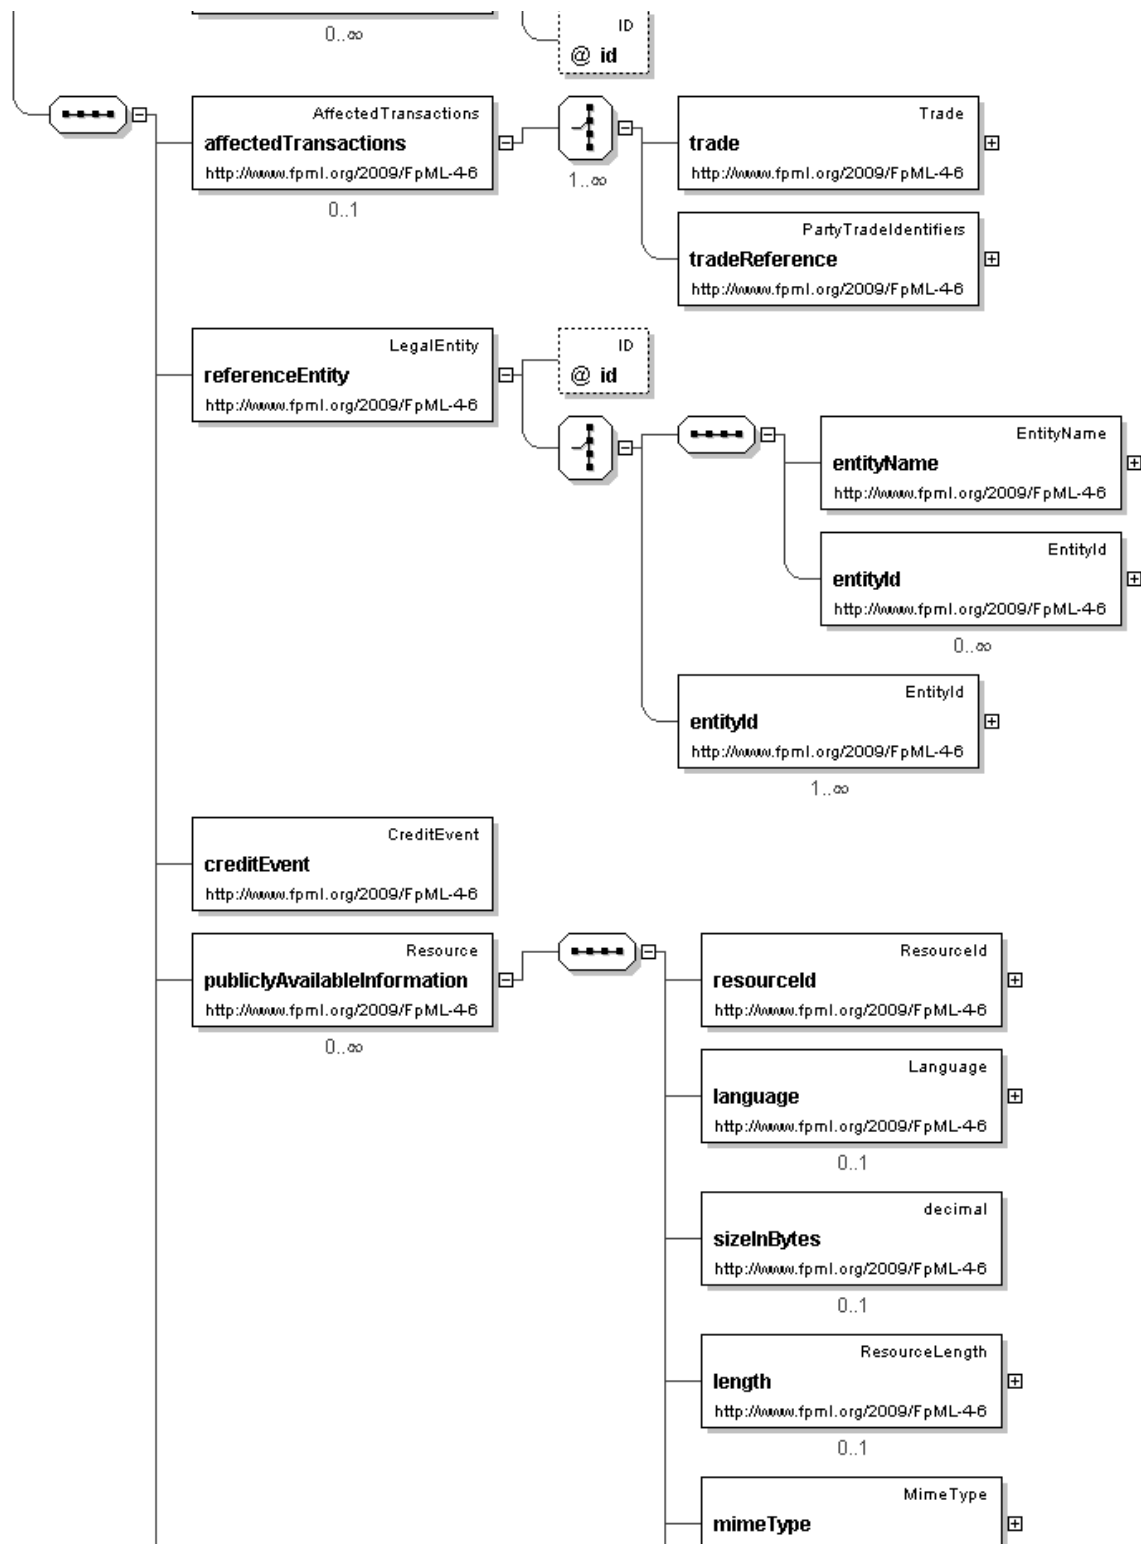 0..∞
ID
@ id
AffectedTransactions
affectedTransactions
http://www.fpml.org/2009/FpML-4-6
0..1
1..∞
Trade
trade
http://www.fpml.org/2009/FpML-4-6
PartyTradeIdentifiers
tradeReference
http://www.fpml.org/2009/FpML-4-6
LegalEntity
referenceEntity
http://www.fpml.org/2009/FpML-4-6
ID
@ id
EntityName
entityName
http://www.fpml.org/2009/FpML-4-6
EntityId
entityId
http://www.fpml.org/2009/FpML-4-6
0..∞
EntityId
entityId
http://www.fpml.org/2009/FpML-4-6
1..∞
CreditEvent
creditEvent
http://www.fpml.org/2009/FpML-4-6
Resource
publiclyAvailableInformation
http://www.fpml.org/2009/FpML-4-6
0..∞
ResourceId
resourceId
http://www.fpml.org/2009/FpML-4-6
Language
language
http://www.fpml.org/2009/FpML-4-6
0..1
decimal
sizeInBytes
http://www.fpml.org/2009/FpML-4-6
0..1
ResourceLength
length
http://www.fpml.org/2009/FpML-4-6
0..1
MimeType
mimeType